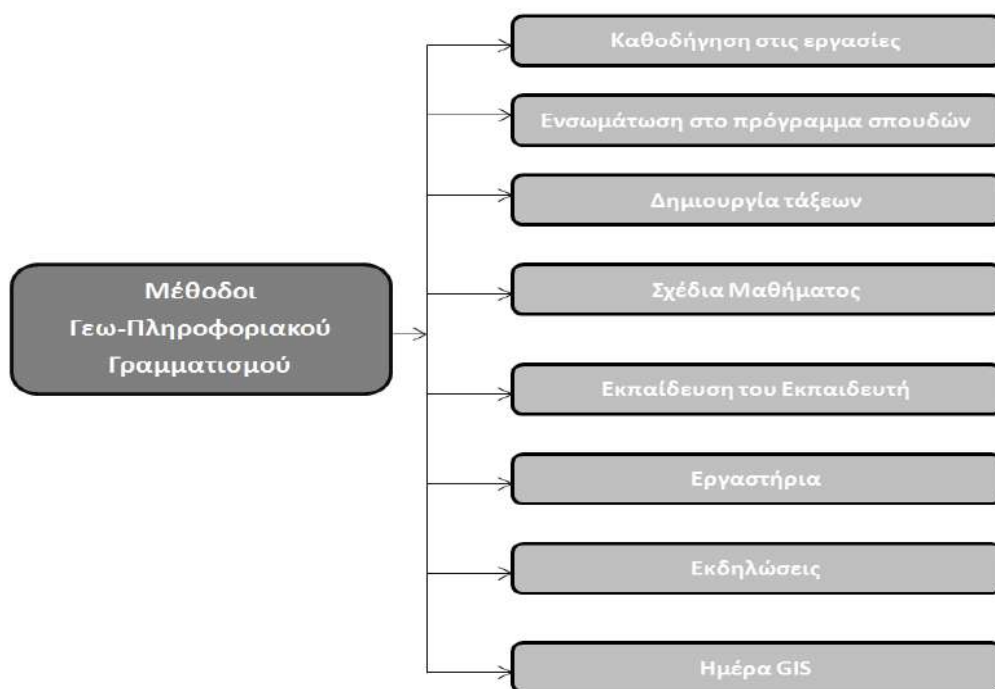 Καθοδήγηση στις εργασίες
Ενσωμάτωση στο πρόγραμμα σπουδών
Δημιουργία τάξεων
Μέθοδοι
Γεω-Πληροφοριακού
Γραμματισμού
Σχέδια Μαθήματος
Εκπαίδευση του Εκπαιδευτή
Εργαστήρια
Εκδηλώσεις
Ημέρα GIS